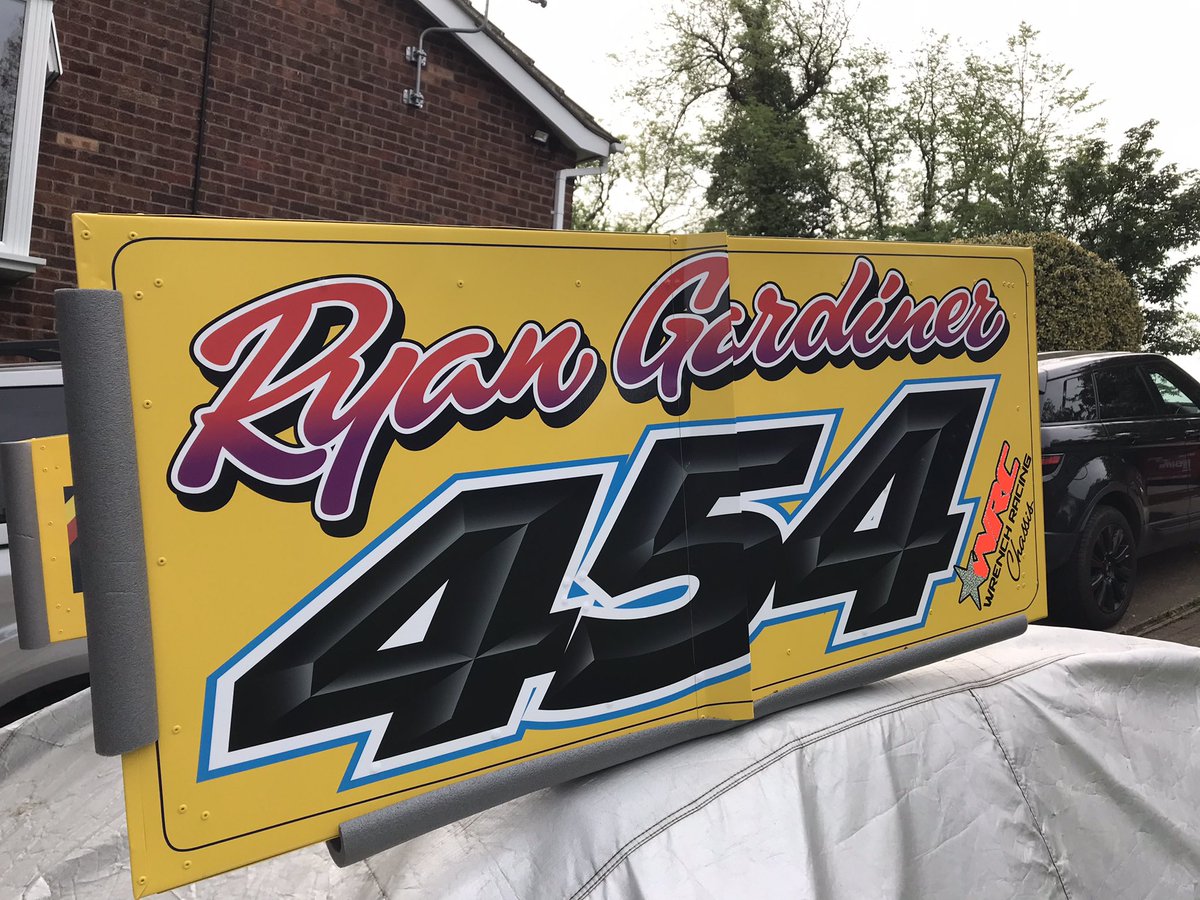 Ryan Gardiner
454
WRC
WRENCH RACING
Chassis